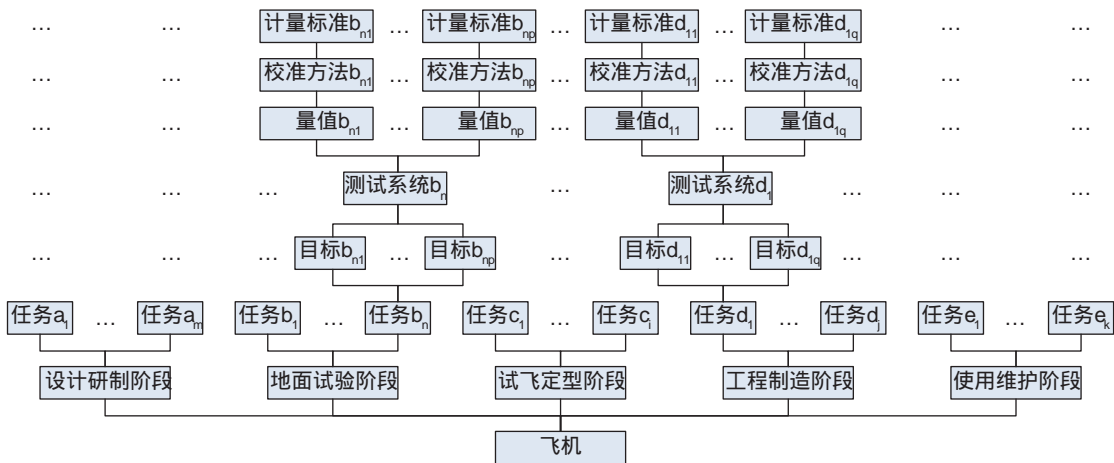 … … 计量标准b_n1 … 计量标准b_np … 计量标准d_11 … 计量标准d_1q … …
… … 校准方法b_n1 … 校准方法b_np … 校准方法d_11 … 校准方法d_1q … …
… … 量值b_n1 … 量值b_np … 量值d_11 … 量值d_1q … …
… … … 测试系统b_n … 测试系统d_1 … … …
… … … 目标b_n1 … 目标b_np … 目标d_11 … 目标d_1q … … …
任务a_1 … 任务a_m 任务b_1 … 任务b_n 任务c_1 … 任务c_i 任务d_1 … 任务d_j 任务e_1 … 任务e_k
设计研制阶段 地面试验阶段 试飞定型阶段 工程制造阶段 使用维护阶段
飞机